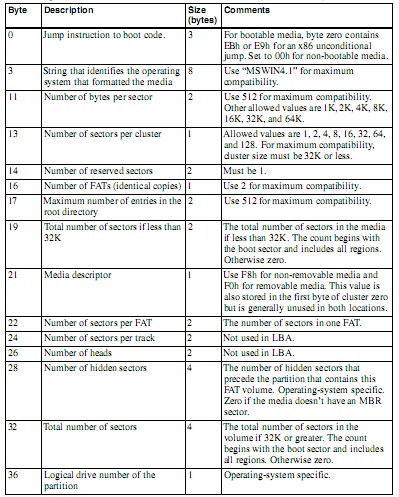 Byte Description Size (bytes) Comments
0 Jump instruction to boot code. 3 For bootable media, byte zero contains
EBh or E9h for an x86 unconditional
jump. Set to 00h for non-bootable media.
3 String that identifies the operating 8 Use “MSWIN4.1” for maximum
system that formatted the media compatibility.
11 Number of bytes per sector 2 Use 512 for maximum compatibility.
Other allowed values are 1K, 2K, 4K, 8K,
16K, 32K, and 64K.
13 Number of sectors per cluster 1 Allowed values are 1, 2, 4, 8, 16, 32, 64,
and 128. For maximum compatibility,
cluster size must be 32K or less.
14 Number of reserved sectors 2 Must be 1.
16 Number of FATs (identical copies) 1 Use 2 for maximum compatibility.
17 Maximum number of entries in the 2 Use 512 for maximum compatibility.
root directory
19 Total number of sectors if less than 2 The total number of sectors in the media
32K if less than 32K. The count begins with
the boot sector and includes all regions.
Otherwise zero.
21 Media descriptor 1 Use F8h for non-removable media and
F0h for removable media. This value is
also stored in the first byte of cluster zero
but is generally unused in both locations.
22 Number of sectors per FAT 2 The number of sectors in one FAT.
24 Number of sectors per track 2 Not used in LBA.
26 Number of heads 2 Not used in LBA.
28 Number of hidden sectors 4 The number of hidden sectors that
precede the partition that contains this
FAT volume. Operating-system specific.
Zero if the media doesn’t have an MBR
sector.
32 Total number of sectors 4 The total number of sectors in the
volume if 32K or greater. The count
begins with the boot sector and includes
all regions. Otherwise zero.
36 Logical drive number of the 1 Operating-system specific.
partition